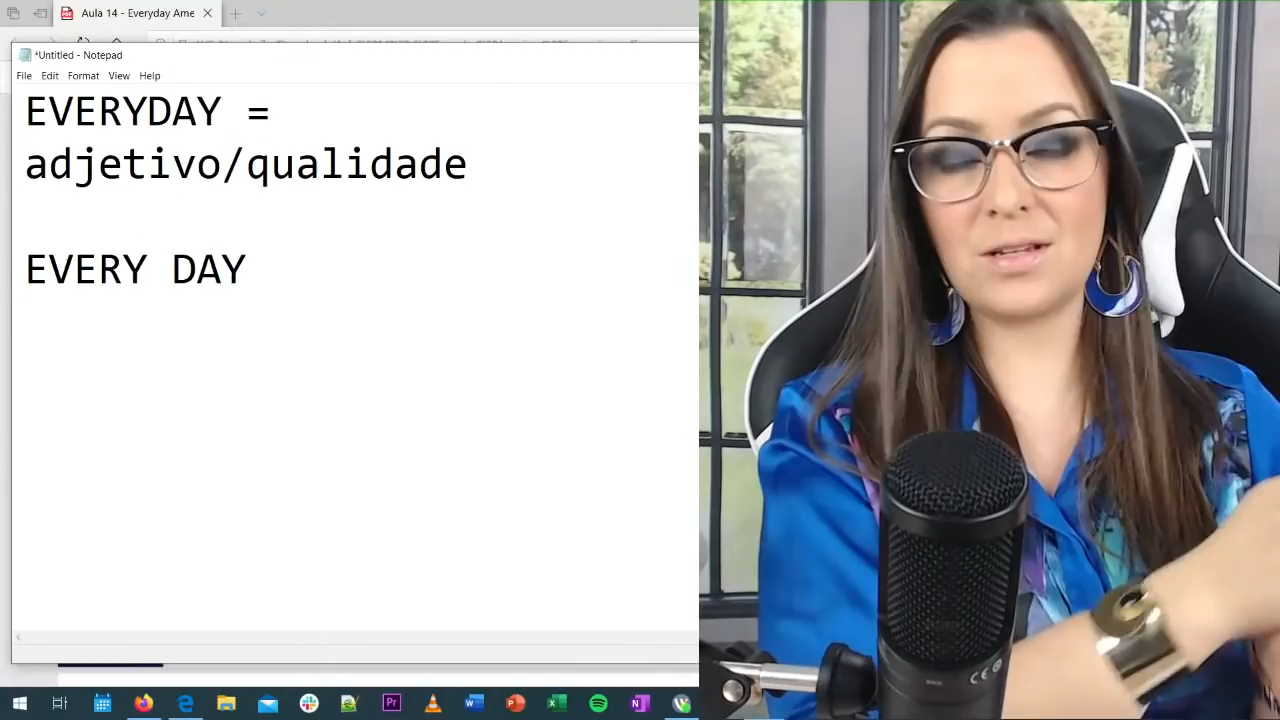 Aula 14 - Everyday Ame
*Untitled - Notepad
File Edit Format View Help
EVERYDAY =
adjetivo/qualidade
EVERY DAY